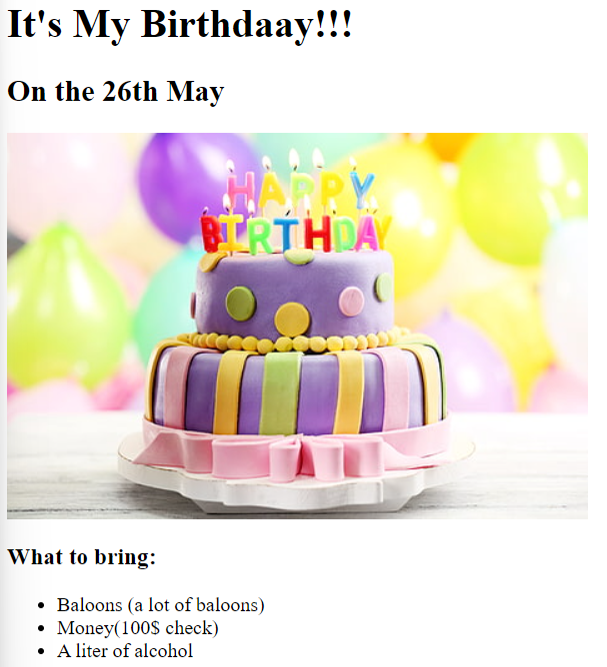 It's My Birthdaay!!!
On the 26th May
HAPPY
BIRTHDAY
What to bring:
Baloons (a lot of baloons)
Money(100$ check)
A liter of alcohol